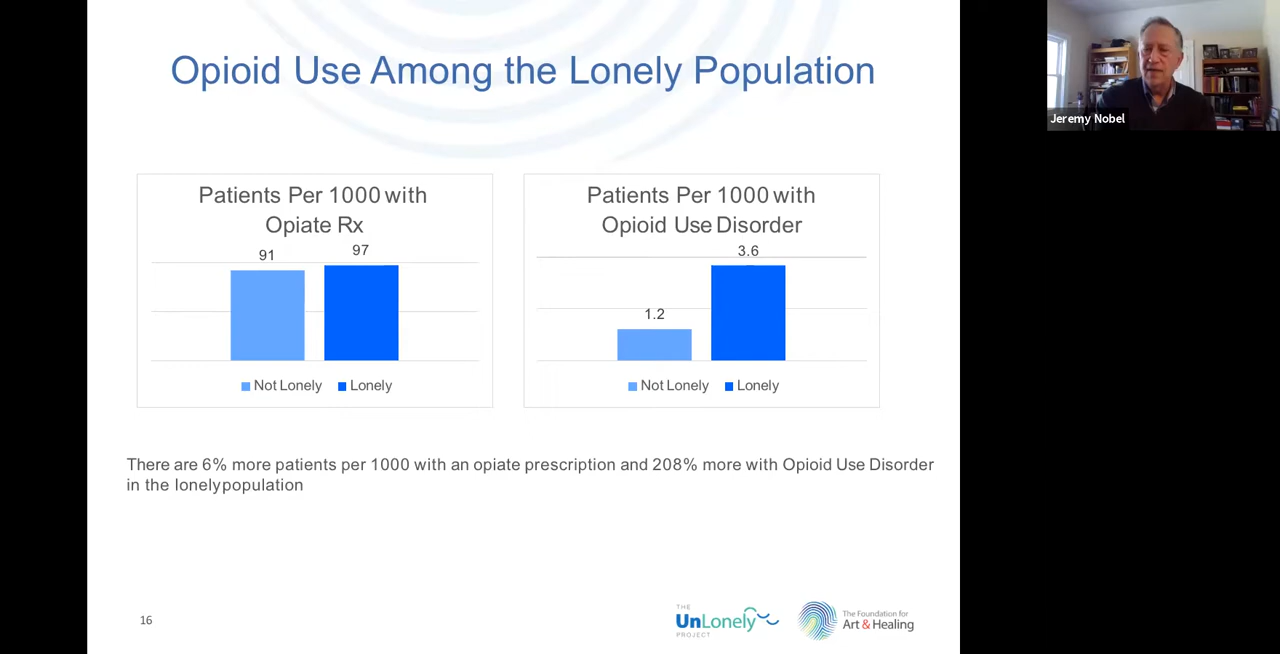 Opioid Use Among the Lonely Population
Jeremy Nobel
Patients Per 1000 with
Opiate Rx
91
97
Not Lonely
Lonely
Patients Per 1000 with
Opioid Use Disorder
1.2
3.6
Not Lonely
Lonely
There are 6% more patients per 1000 with an opiate prescription and 208% more with Opioid Use Disorder
in the lonely population
16
THE
UnLonely
PROJECT
The Foundation for
Art & Healing